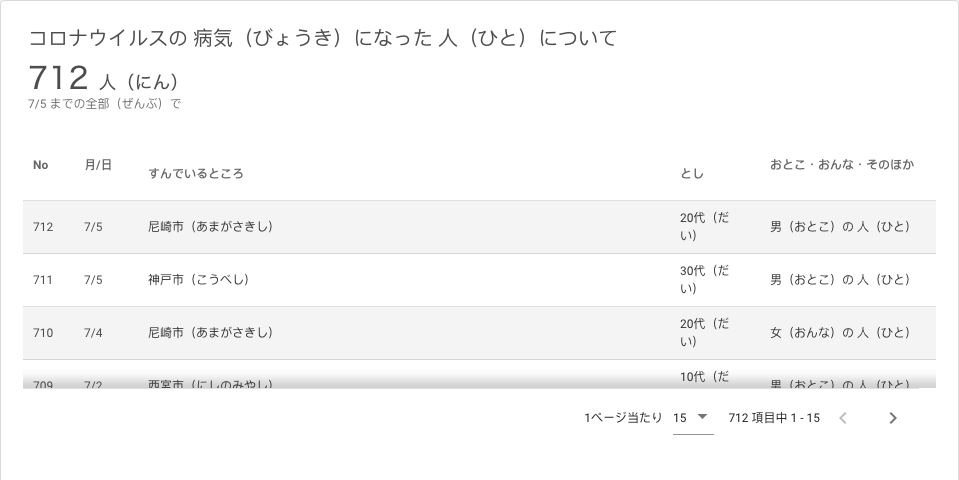 コロナウイルスの 病気（びょうき）になった 人（ひと）について
712 人（にん）
7/5 までの全部（ぜんぶ）で
No 月/日 すんでいるところ とし おとこ・おんな・そのほか
712 7/5 尼崎市（あまがさきし） 20代（だい） 男（おとこ）の 人（ひと）
711 7/5 神戸市（こうべし） 30代（だい） 男（おとこ）の 人（ひと）
710 7/4 尼崎市（あまがさきし） 20代（だい） 女（おんな）の 人（ひと）
709 7/2 西宮市（にしのみやし） 10代（だ 男（おとこ）の 人（ひと）
1ページ当たり 15 712 項目中 1 - 15